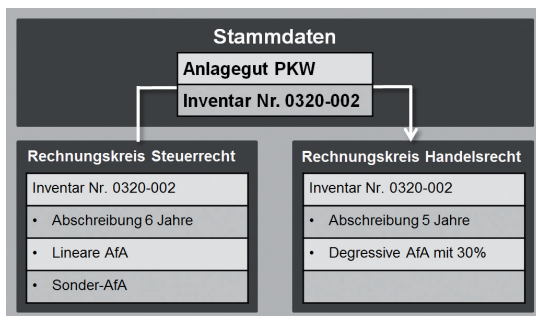 Stammdaten
Anlagegut PKW
Inventar Nr. 0320-002
Rechnungskreis Steuerrecht
Inventar Nr. 0320-002
• Abschreibung 6 Jahre
• Lineare AfA
• Sonder-AfA
Rechnungskreis Handelsrecht
Inventar Nr. 0320-002
• Abschreibung 5 Jahre
• Degressive AfA mit 30%